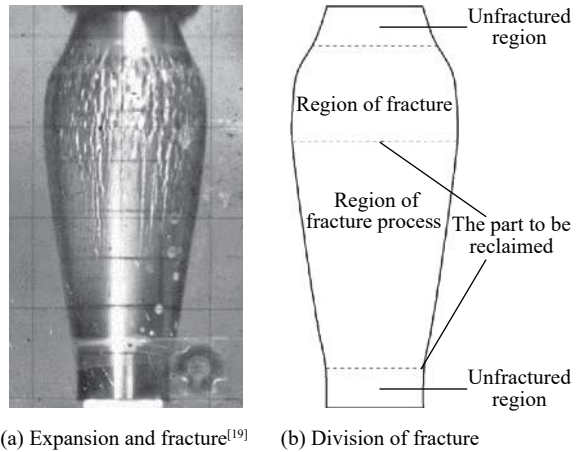 Unfractured
region
Region of fracture
Region of
fracture process
The part to be
reclaimed
Unfractured
region
(a) Expansion and fracture[19]
(b) Division of fracture